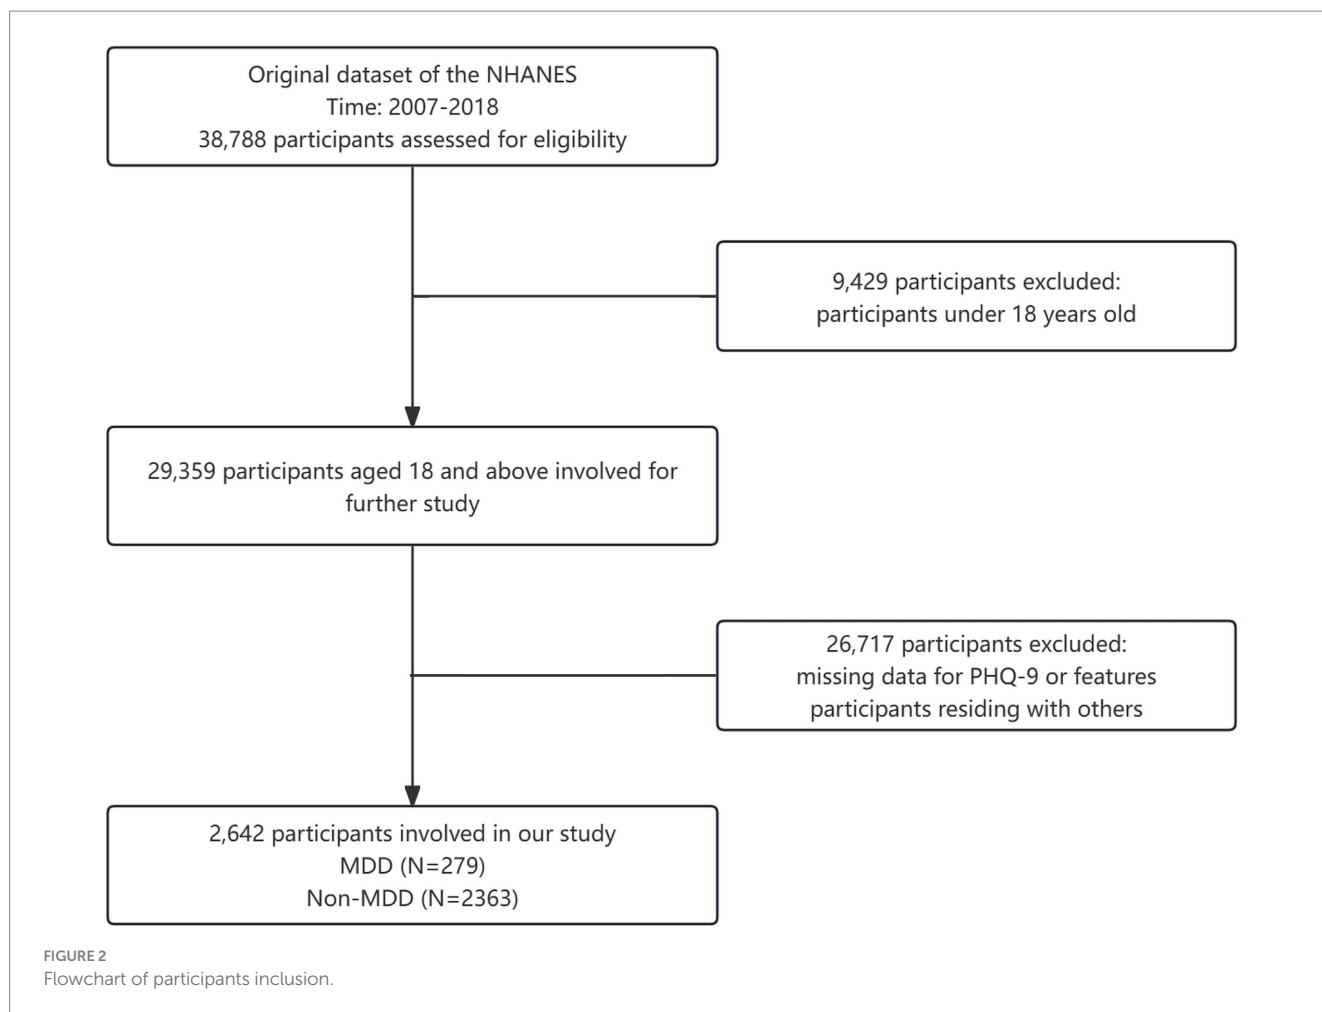 Original dataset of the NHANES
Time: 2007-2018
38,788 participants assessed for eligibility
9,429 participants excluded:
participants under 18 years old
29,359 participants aged 18 and above involved for
further study
26,717 participants excluded:
missing data for PHQ-9 or features
participants residing with others
2,642 participants involved in our study
MDD (N=279)
Non-MDD (N=2363)
FIGURE 2
Flowchart of participants inclusion.